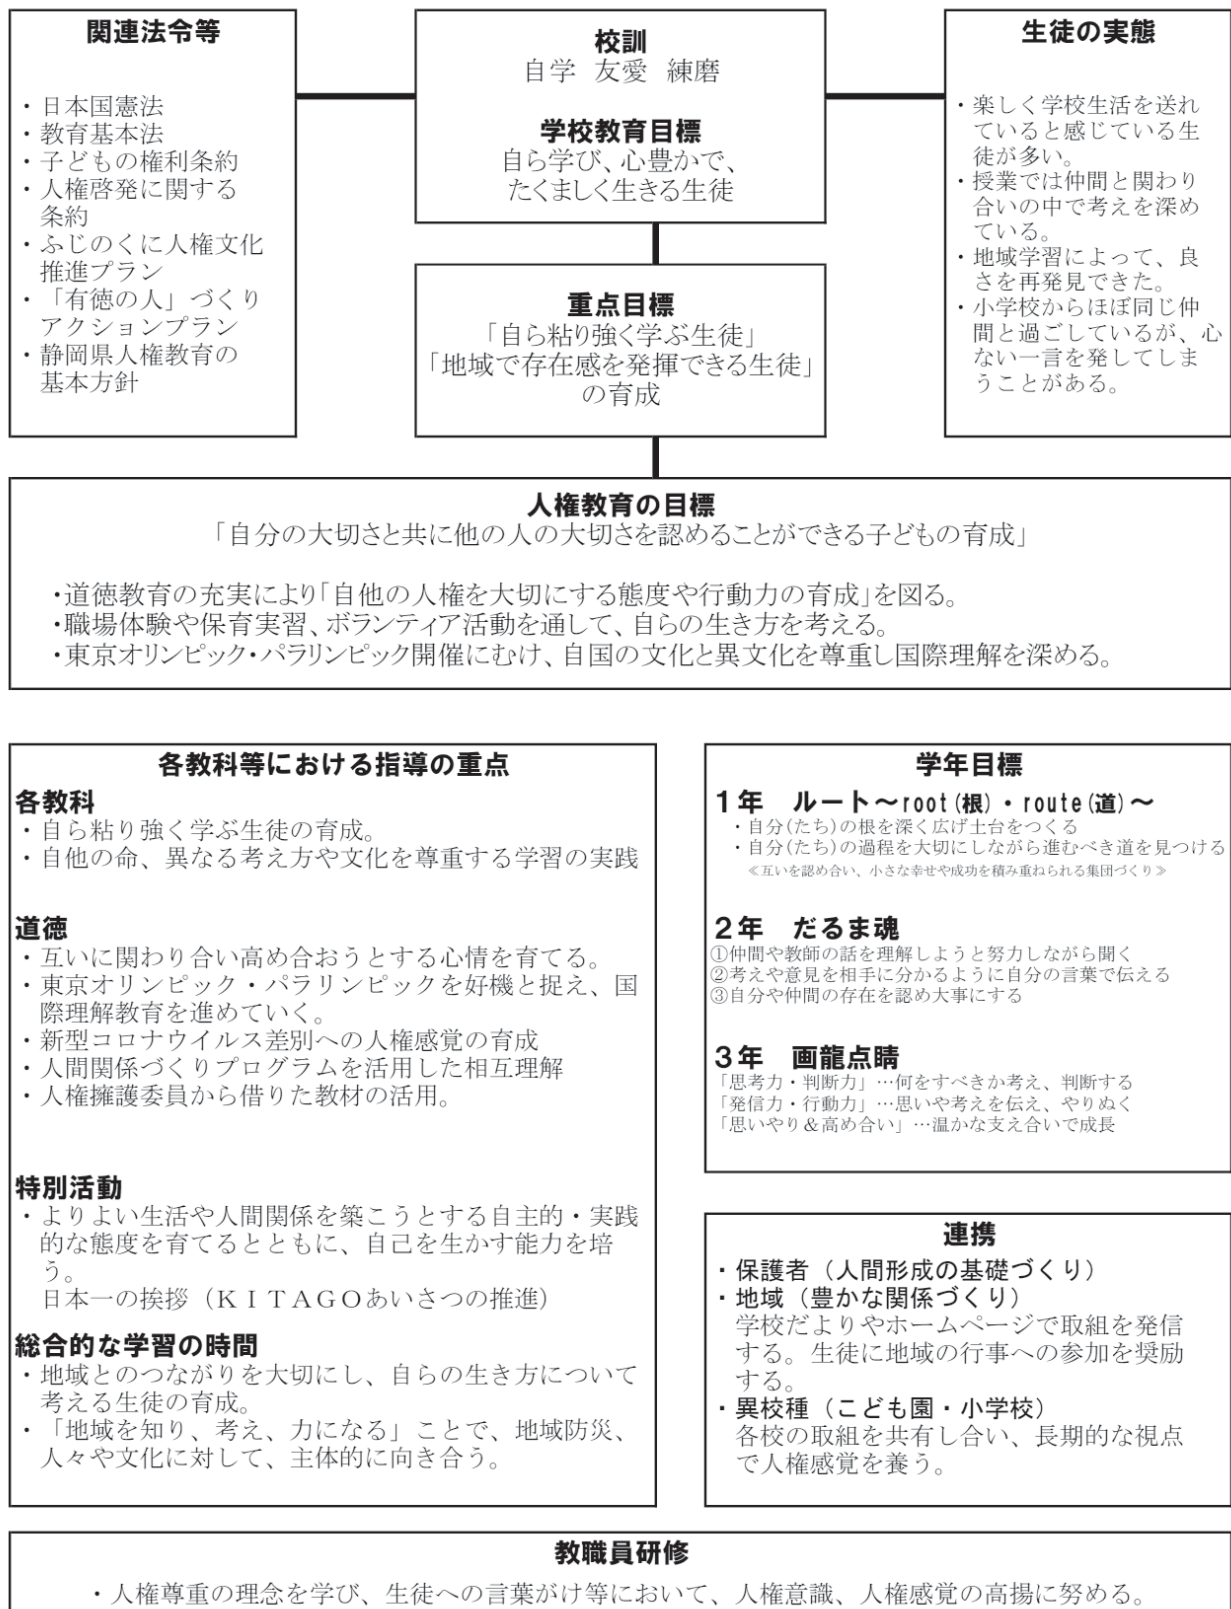 関連法令等
・日本国憲法
・教育基本法
・子どもの権利条約
・人権啓発に関する
条約
・ふじのくに人権文化
推進プラン
・「有徳の人」づくり
アクションプラン
・静岡県人権教育の
基本方針
校訓
自学 友愛 練磨
学校教育目標
自ら学び、心豊かで、
たくましく生きる生徒
生徒の実態
・楽しく学校生活を送れ
ていると感じている生
徒が多い。
・授業では仲間と関わり
合いの中で考えを深め
ている。
・地域学習によって、良
さを再発見できた。
・小学校からほぼ同じ仲
間と過ごしているが、心
ない一言を発してしま
うことがある。
重点目標
「自ら粘り強く学ぶ生徒」
「地域で存在感を発揮できる生徒」
の育成
人権教育の目標
「自分の大切さと共に他の人の大切さを認めることができる子どもの育成」
・道徳教育の充実により「自他の人権を大切にする態度や行動力の育成」を図る。
・職場体験や保育実習、ボランティア活動を通して、自らの生き方を考える。
・東京オリンピック・パラリンピック開催にむけ、自国の文化と異文化を尊重し国際理解を深める。
各教科等における指導の重点
各教科
・自ら粘り強く学ぶ生徒の育成。
・自他の命、異なる考え方や文化を尊重する学習の実践
道徳
・互いに関わり合い高め合おうとする心情を育てる。
・東京オリンピック・パラリンピックを好機と捉え、国
際理解教育を進めていく。
・新型コロナウイルス差別への人権感覚の育成
・人間関係づくりプログラムを活用した相互理解
・人権擁護委員から借りた教材の活用。
特別活動
・よりよい生活や人間関係を築こうとする自主的・実践
的な態度を育てるとともに、自己を生かす能力を培
う。
日本一の挨拶（ＫＩＴＡＧＯあいさつの推進）
総合的な学習の時間
・地域とのつながりを大切にし、自らの生き方について
考える生徒の育成。
・「地域を知り、考え、力になる」ことで、地域防災、
人々や文化に対して、主体的に向き合う。
学年目標
１年 ルート～root(根)・route(道)～
・自分(たち)の根を深く広げ土台をつくる
・自分(たち)の過程を大切にしながら進むべき道を見つける
≪互いを認め合い、小さな幸せや成功を積み重ねられる集団づくり≫
２年 だるま魂
①仲間や教師の話を理解しようと努力しながら聞く
②考えや意見を相手に分かるように自分の言葉で伝える
③自分や仲間の存在を認め大事にする
３年 画龍点睛
「思考力・判断力」…何をすべきか考え、判断する
「発信力・行動力」…思いや考えを伝え、やりぬく
「思いやり＆高め合い」…温かな支え合いで成長
連携
・保護者（人間形成の基礎づくり）
・地域（豊かな関係づくり）
学校だよりやホームページで取組を発信
する。生徒に地域の行事への参加を奨励
する。
・異校種（こども園・小学校）
各校の取組を共有し合い、長期的な視点
で人権感覚を養う。
教職員研修
・人権尊重の理念を学び、生徒への言葉がけ等において、人権意識、人権感覚の高揚に努める。